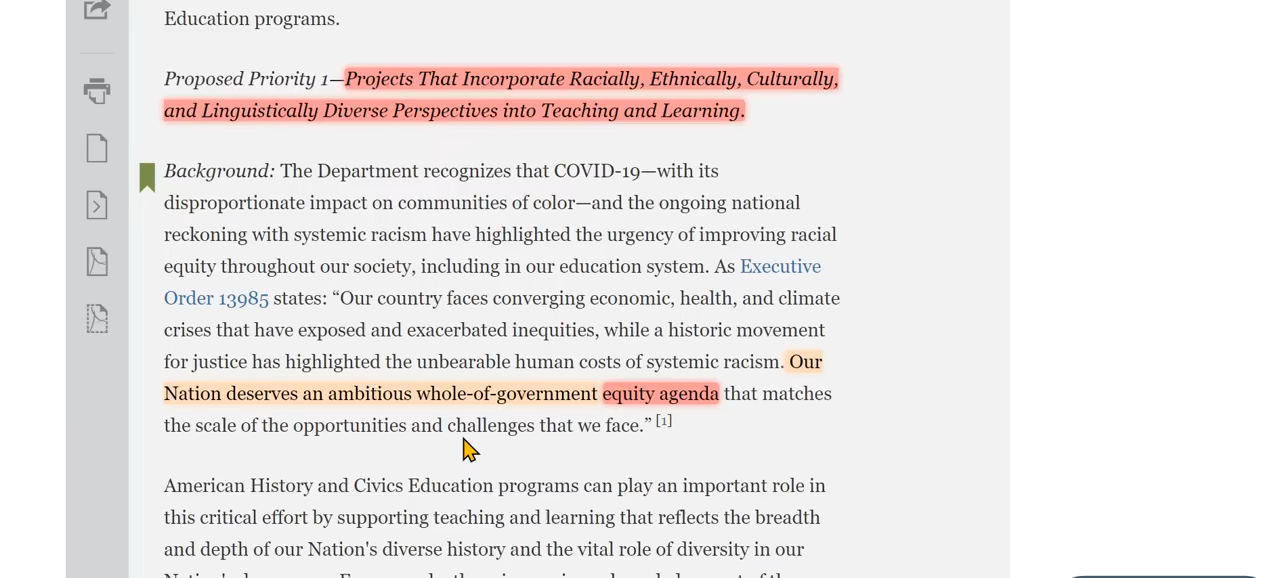 Education programs.
Proposed Priority 1—Projects That Incorporate Racially, Ethnically, Culturally,
and Linguistically Diverse Perspectives into Teaching and Learning.
Background: The Department recognizes that COVID-19—with its
disproportionate impact on communities of color—and the ongoing national
reckoning with systemic racism have highlighted the urgency of improving racial
equity throughout our society, including in our education system. As Executive
Order 13985 states: “Our country faces converging economic, health, and climate
crises that have exposed and exacerbated inequities, while a historic movement
for justice has highlighted the unbearable human costs of systemic racism. Our
Nation deserves an ambitious whole-of-government equity agenda that matches
the scale of the opportunities and challenges that we face.” [1]
American History and Civics Education programs can play an important role in
this critical effort by supporting teaching and learning that reflects the breadth
and depth of our Nation's diverse history and the vital role of diversity in our